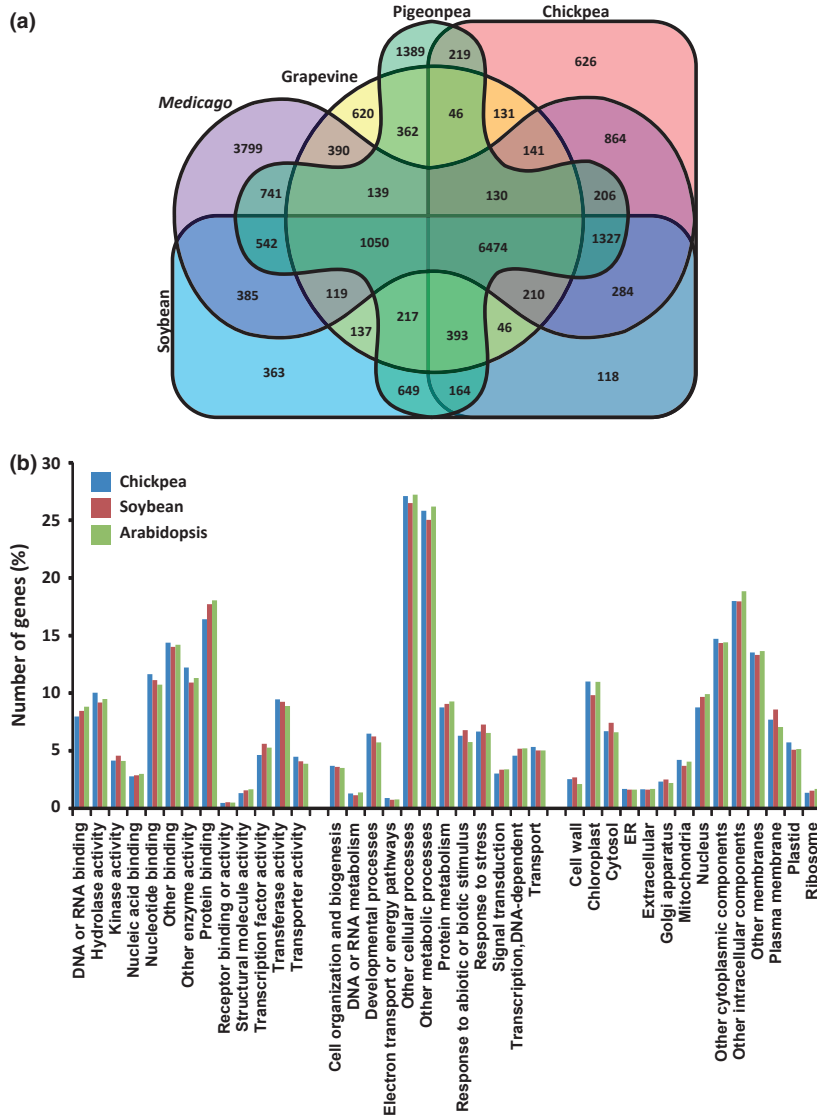 (a)
Pigeonpea
Chickpea
Grapevine
Medicago
Soybean
1389
219
626
620
362
46
131
3799
390
141
864
741
139
130
206
542
1050
6474
1327
385
119
210
284
137
217
393
46
363
649
164
118
(b)
Number of genes (%)
30
25
20
15
10
5
0
Chickpea
Soybean
Arabidopsis
DNA or RNA binding
Hydrolase activity
Kinase activity
Nucleic acid binding
Nucleotide binding
Other binding
Other enzyme activity
Protein binding
Receptor binding or activity
Structural molecule activity
Transcription factor activity
Transferase activity
Transporter activity
Cell organization and biogenesis
DNA or RNA metabolism
Developmental processes
Electron transport or energy pathways
Other cellular processes
Other metabolic processes
Protein metabolism
Response to abiotic or biotic stimulus
Response to stress
Signal transduction
Transcription,DNA-dependent
Transport
Cell wall
Chloroplast
Cytosol
ER
Extracellular
Golgi apparatus
Mitochondria
Nucleus
Other cytoplasmic components
Other intracellular components
Other membranes
Plasma membrane
Plastid
Ribosome